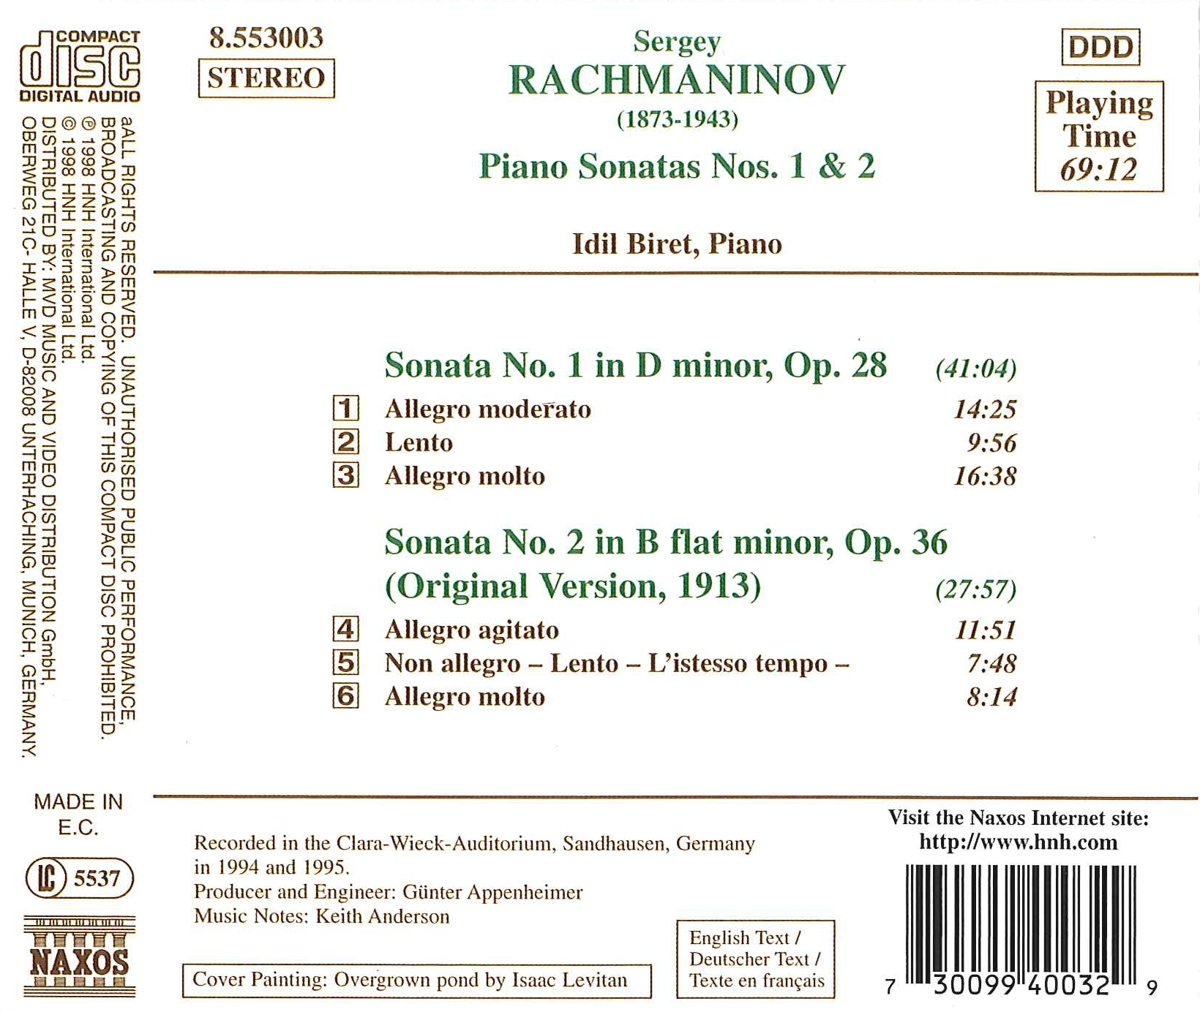 COMPACT
disc
DIGITAL AUDIO
8.553003
STEREO
Sergey
RACHMANINOV
(1873-1943)
Piano Sonatas Nos. 1 & 2
Idil Biret, Piano
DDD
Playing
Time
69:12
aALL RIGHTS RESERVED. UNAUTHORISED PUBLIC PERFORMANCE,
BROADCASTING AND COPYING OF THIS COMPACT DISC PROHIBITED.
℗ 1998 HNH International Ltd.
© 1998 HNH International Ltd.
DISTRIBUTED BY: MVD MUSIC AND VIDEO DISTRIBUTION GmbH,
OBERWEG 21C- HALLE V, D-82008 UNTERHACHING, MUNICH, GERMANY.
Sonata No. 1 in D minor, Op. 28 (41:04)
1 Allegro moderato 14:25
2 Lento 9:56
3 Allegro molto 16:38
Sonata No. 2 in B flat minor, Op. 36
(Original Version, 1913) (27:57)
4 Allegro agitato 11:51
5 Non allegro – Lento – L'istesso tempo – 7:48
6 Allegro molto 8:14
MADE IN
E.C.
LC 5537
NAXOS
Recorded in the Clara-Wieck-Auditorium, Sandhausen, Germany
in 1994 and 1995.
Producer and Engineer: Günter Appenheimer
Music Notes: Keith Anderson
Cover Painting: Overgrown pond by Isaac Levitan
English Text /
Deutscher Text /
Texte en français
Visit the Naxos Internet site:
http://www.hnh.com
7 30099 40032 9